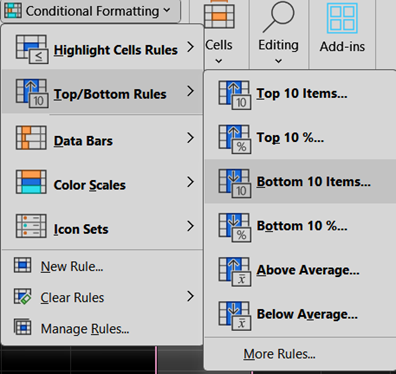 Conditional Formatting
Cells
Editing
Add-ins
Highlight Cells Rules
Top/Bottom Rules
Data Bars
Color Scales
Icon Sets
New Rule...
Clear Rules
Manage Rules...
Top 10 Items...
Top 10 %...
Bottom 10 Items...
Bottom 10 %...
Above Average...
Below Average...
More Rules...